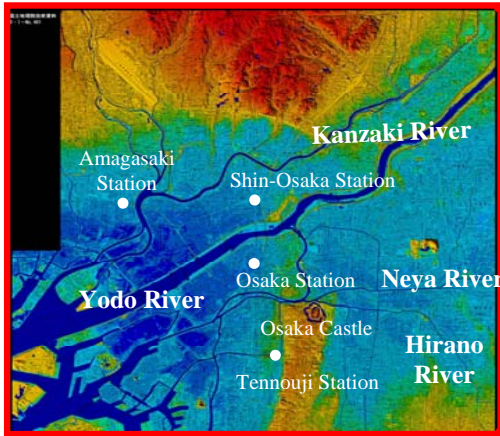 Kanzaki River
Amagasaki
Station
Shin-Osaka Station
Osaka Station
Neya River
Yodo River
Osaka Castle
Hirano
River
Tennouji Station